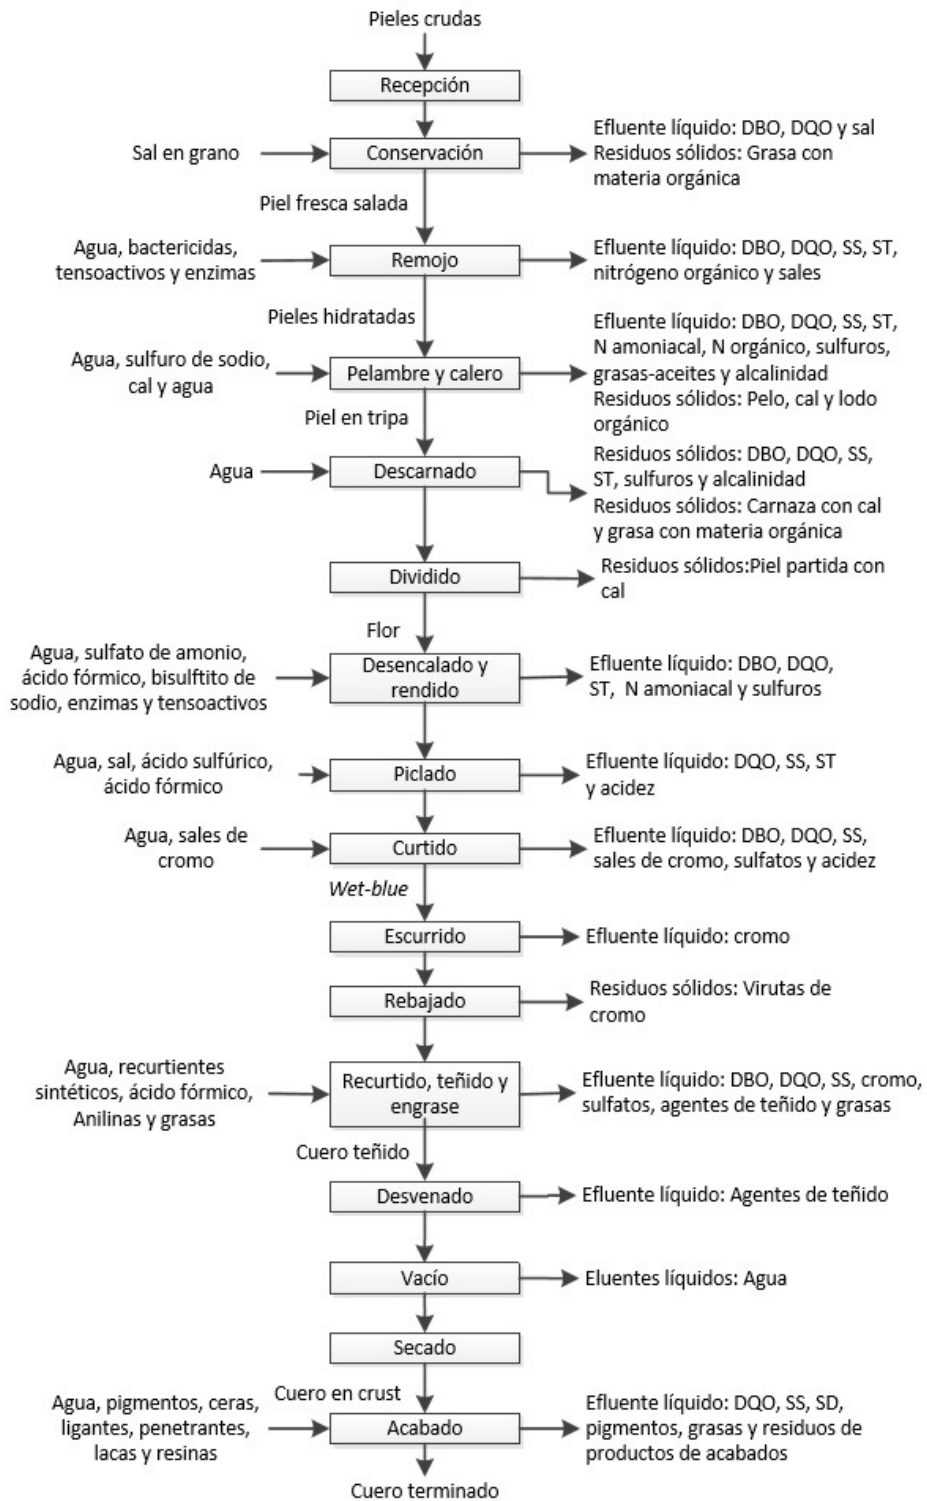 Pieles crudas
Recepción
Sal en grano
Conservación
Efluente líquido: DBO, DQO y sal
Residuos sólidos: Grasa con
materia orgánica
Piel fresca salada
Agua, bactericidas,
tensoactivos y enzimas
Remojo
Efluente líquido: DBO, DQO, SS, ST,
nitrógeno orgánico y sales
Pieles hidratadas
Agua, sulfuro de sodio,
cal y agua
Pelambre y calero
Efluente líquido: DBO, DQO, SS, ST,
N amoniacal, N orgánico, sulfuros,
grasas-aceites y alcalinidad
Residuos sólidos: Pelo, cal y lodo
orgánico
Piel en tripa
Agua
Descarnado
Residuos sólidos: DBO, DQO, SS,
ST, sulfuros y alcalinidad
Residuos sólidos: Carnaza con cal
y grasa con materia orgánica
Dividido
Residuos sólidos:Piel partida con
cal
Flor
Agua, sulfato de amonio,
ácido fórmico, bisulftito de
sodio, enzimas y tensoactivos
Desencalado y
rendido
Efluente líquido: DBO, DQO,
ST, N amoniacal y sulfuros
Agua, sal, ácido sulfúrico,
ácido fórmico
Piclado
Efluente líquido: DQO, SS, ST
y acidez
Agua, sales de
cromo
Curtido
Efluente líquido: DBO, DQO, SS,
sales de cromo, sulfatos y acidez
Wet-blue
Escurrido
Efluente líquido: cromo
Rebajado
Residuos sólidos: Virutas de
cromo
Agua, recurtientes
sintéticos, ácido fórmico,
Anilinas y grasas
Recurtido, teñido y
engrase
Efluente líquido: DBO, DQO, SS, cromo,
sulfatos, agentes de teñido y grasas
Cuero teñido
Desvenado
Efluente líquido: Agentes de teñido
Vacío
Eluentes líquidos: Agua
Secado
Cuero en crust
Agua, pigmentos, ceras,
ligantes, penetrantes,
lacas y resinas
Acabado
Efluente líquido: DQO, SS, SD,
pigmentos, grasas y residuos de
productos de acabados
Cuero terminado